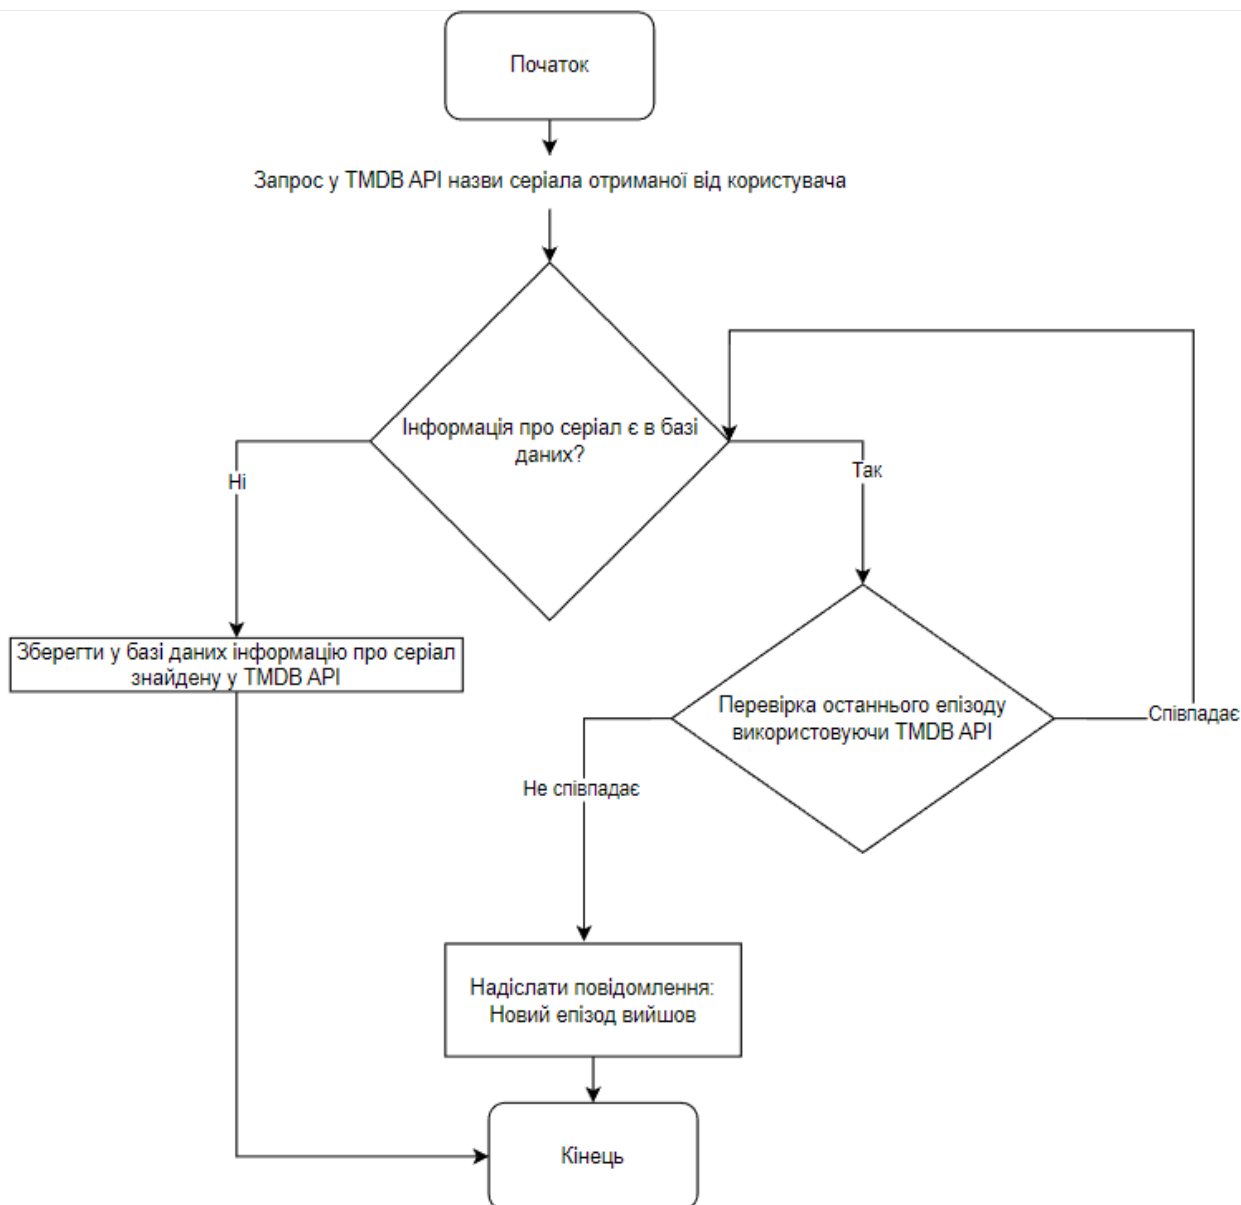 Початок
Запрос у TMDB API назви серіала отриманої від користувача
Інформація про серіал є в базі
даних?
Ні
Так
Зберегти у базі даних інформацію про серіал
знайдену у TMDB API
Перевірка останнього епізоду
використовуючи TMDB API
Співпадає
Не співпадає
Надіслати повідомлення:
Новий епізод вийшов
Кінець